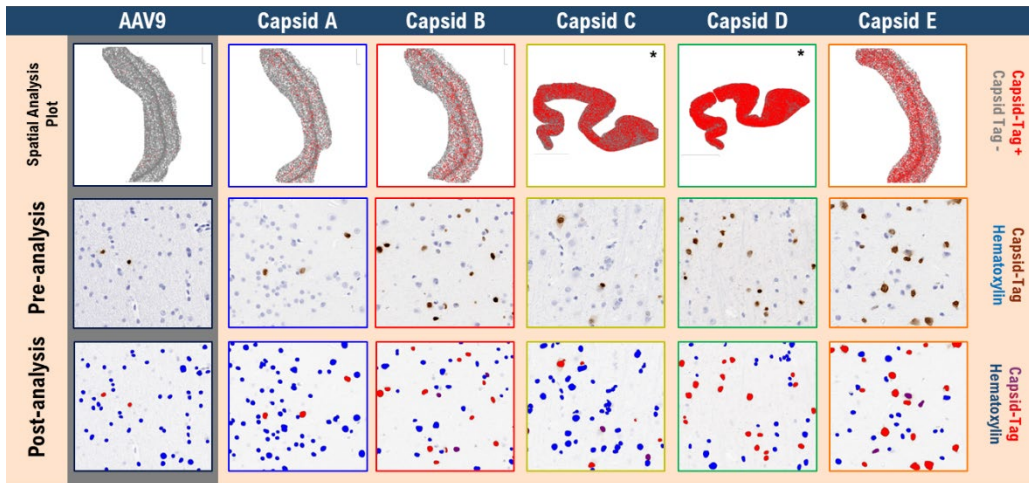 AAV9 Capsid A Capsid B Capsid C Capsid D Capsid E
Spatial Analysis
Plot
*
*
Capsid-Tag +
Capsid Tag -
Pre-analysis
Capsid-Tag
Hematoxylin
Post-analysis
Capsid-Tag
Hematoxylin